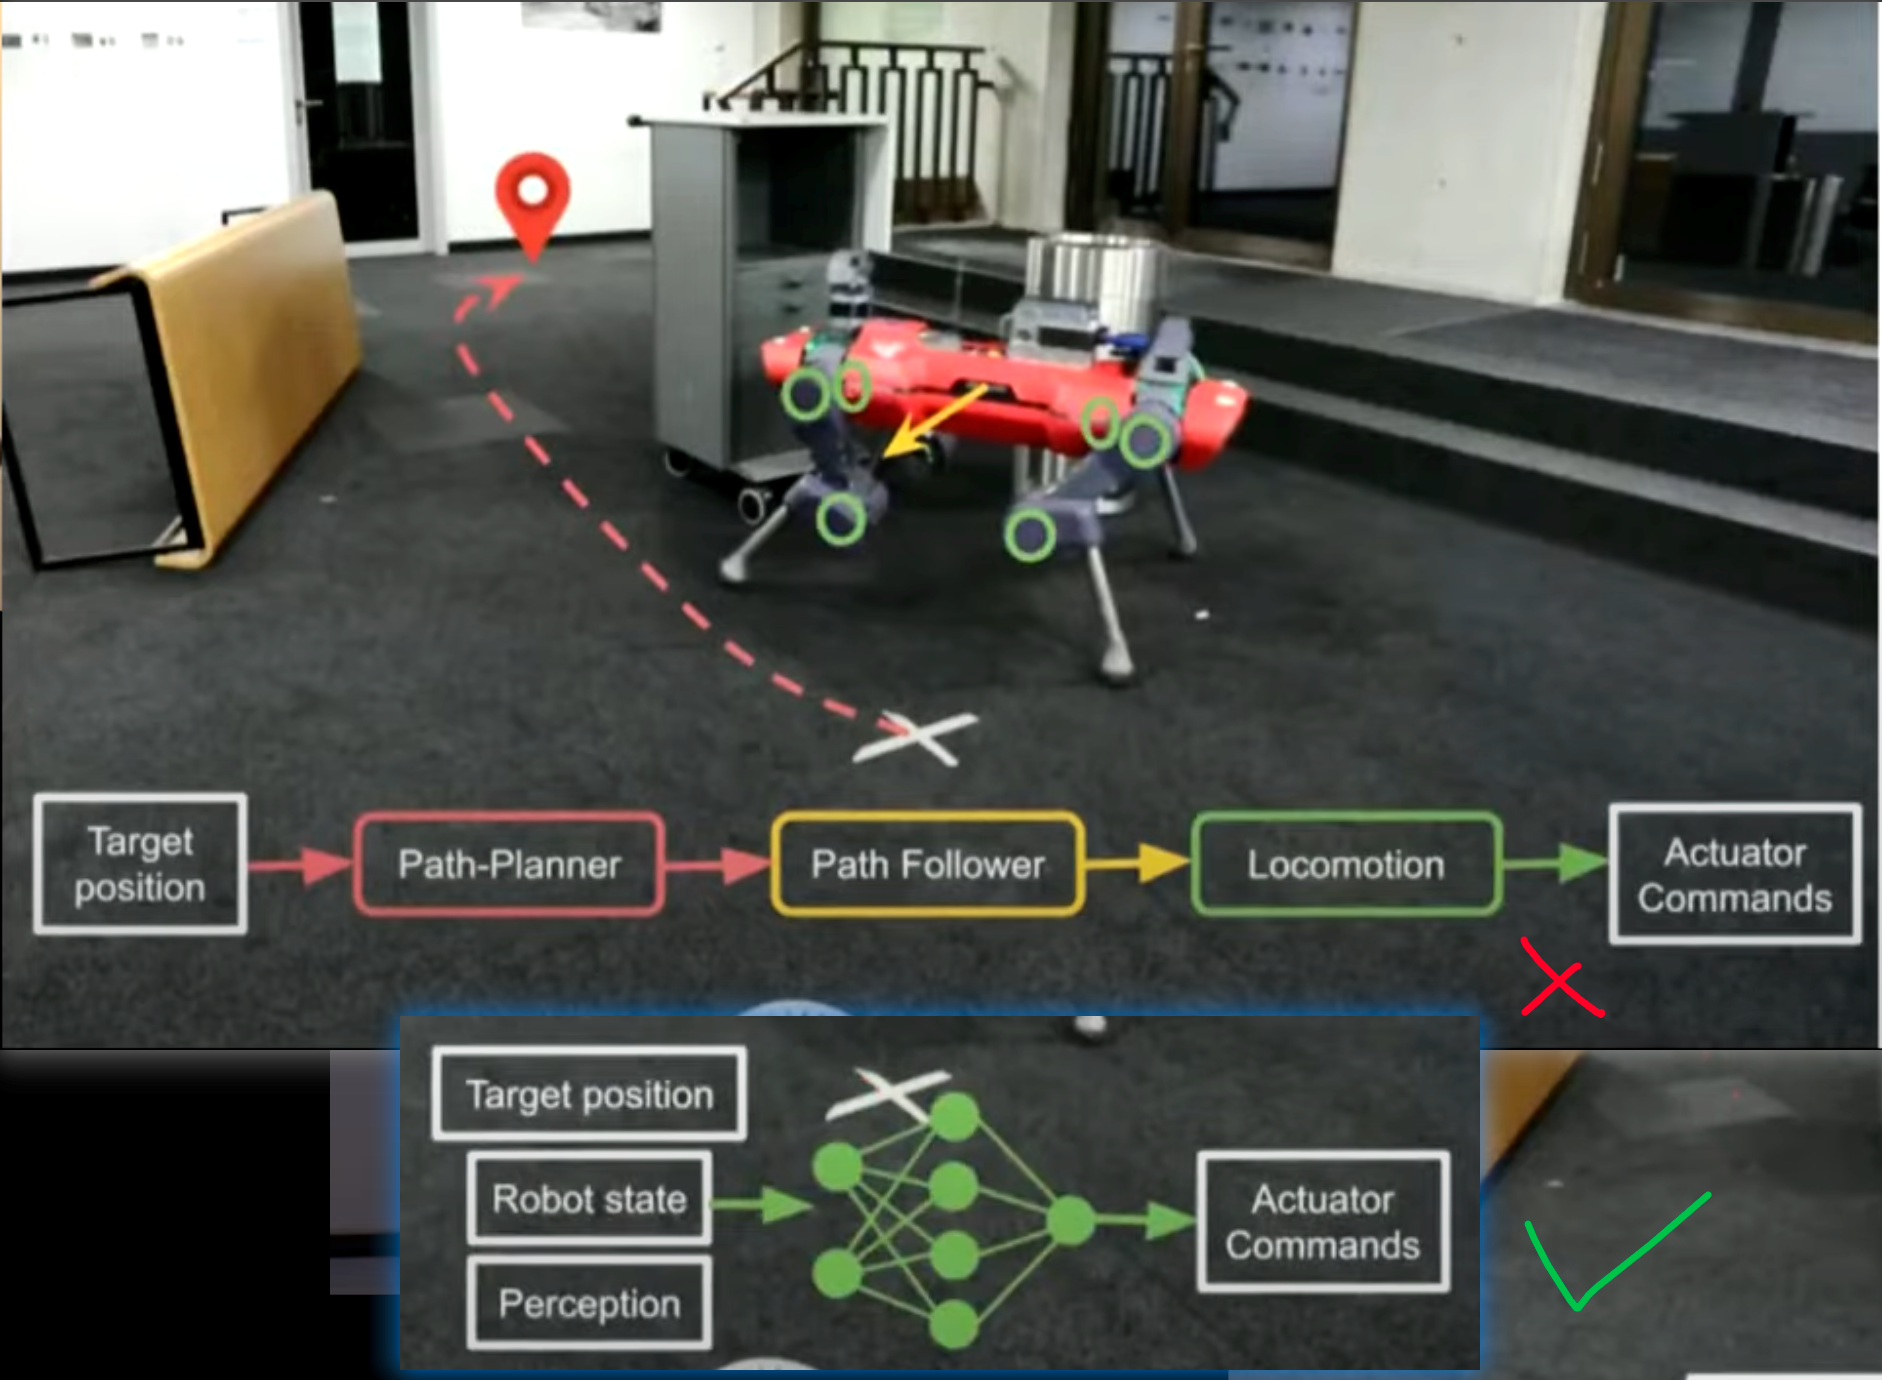 Target
position
Path-Planner
Path Follower
Locomotion
Actuator
Commands
Target position
Robot state
Perception
Actuator
Commands